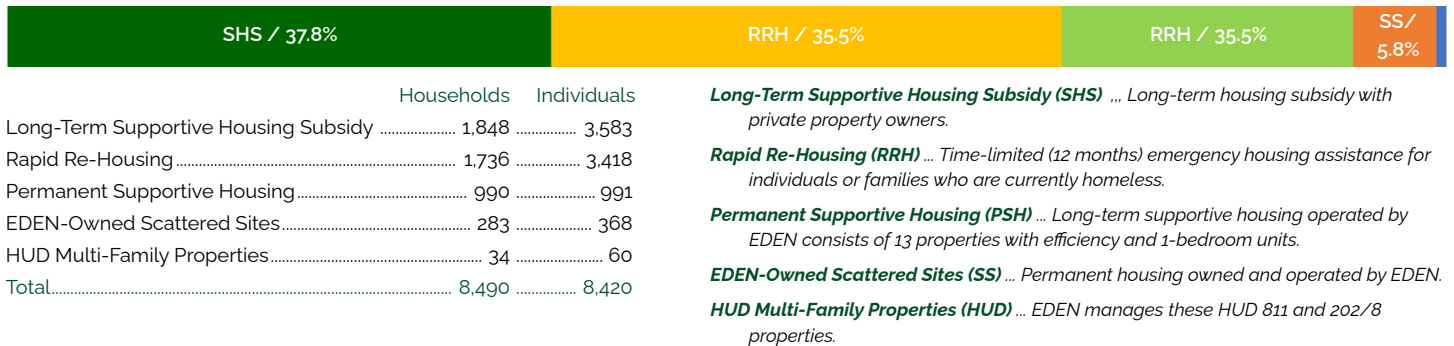 SHS / 37.8%
RRH / 35.5%
RRH / 35.5%
SS/
5.8%
Households Individuals
Long-Term Supportive Housing Subsidy ..................... 1,848 ................ 3,583
Rapid Re-Housing ..................... 1,736 ................. 3,418
Permanent Supportive Housing ..................... 990 ..................... 991
EDEN-Owned Scattered Sites ..................... 283 ..................... 368
HUD Multi-Family Properties ..................... 34 ....................... 60
Total ..................... 8,490 ................ 8,420
Long-Term Supportive Housing Subsidy (SHS) ,,, Long-term housing subsidy with
private property owners.
Rapid Re-Housing (RRH) ... Time-limited (12 months) emergency housing assistance for
individuals or families who are currently homeless.
Permanent Supportive Housing (PSH) ... Long-term supportive housing operated by
EDEN consists of 13 properties with efficiency and 1-bedroom units.
EDEN-Owned Scattered Sites (SS) ... Permanent housing owned and operated by EDEN.
HUD Multi-Family Properties (HUD) ... EDEN manages these HUD 811 and 202/8
properties.